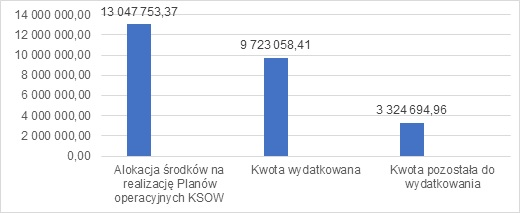 14 000 000,00
12 000 000,00
10 000 000,00
8 000 000,00
6 000 000,00
4 000 000,00
2 000 000,00
0,00
13 047 753,37
9 723 058,41
3 324 694,96
Alokacja środków na
realizację Planów
operacyjnych KSOW
Kwota wydatkowana
Kwota pozostała do
wydatkowania